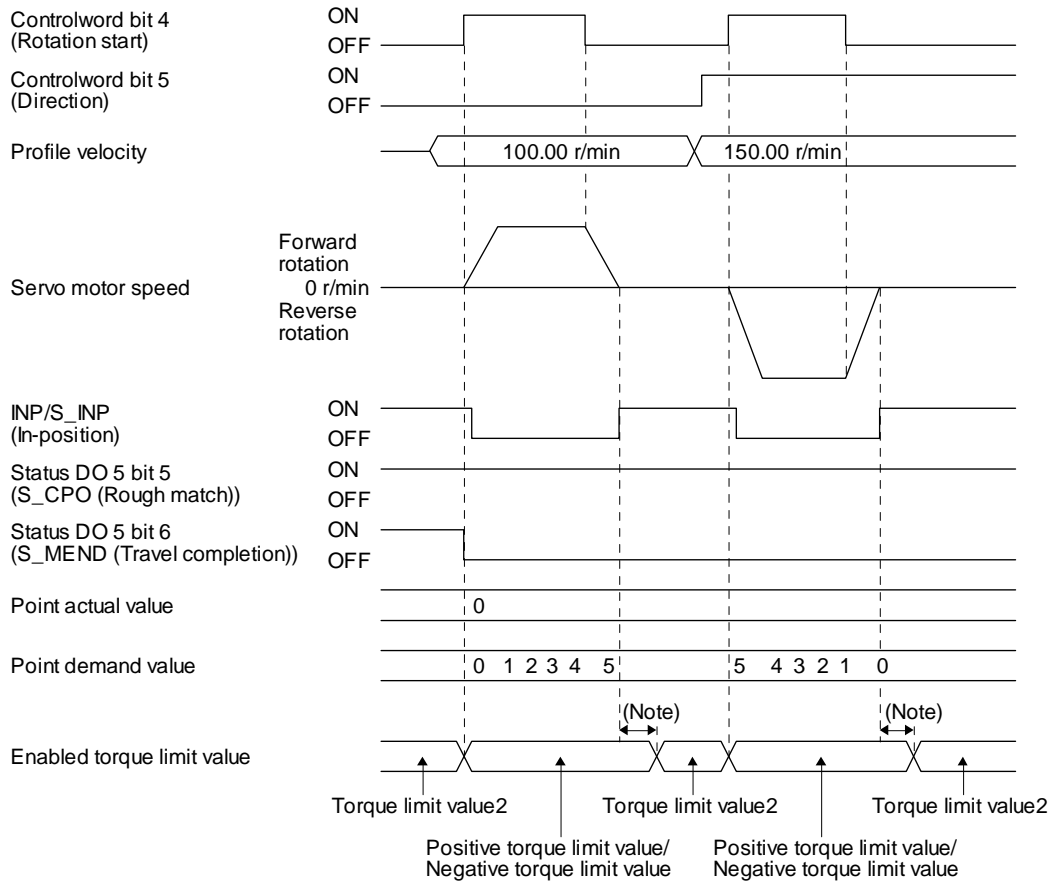 Controlword bit 4
(Rotation start)
ON
OFF
Controlword bit 5
(Direction)
ON
OFF
Profile velocity
100.00 r/min
150.00 r/min
Servo motor speed
Forward
rotation
0 r/min
Reverse
rotation
INP/S_INP
(In-position)
ON
OFF
Status DO 5 bit 5
(S_CPO (Rough match))
ON
OFF
Status DO 5 bit 6
(S_MEND (Travel completion))
ON
OFF
Point actual value
0
Point demand value
0 1 2 3 4 5
5 4 3 2 1 0
(Note)
(Note)
Enabled torque limit value
Torque limit value2
Torque limit value2
Torque limit value2
Positive torque limit value/
Negative torque limit value
Positive torque limit value/
Negative torque limit value